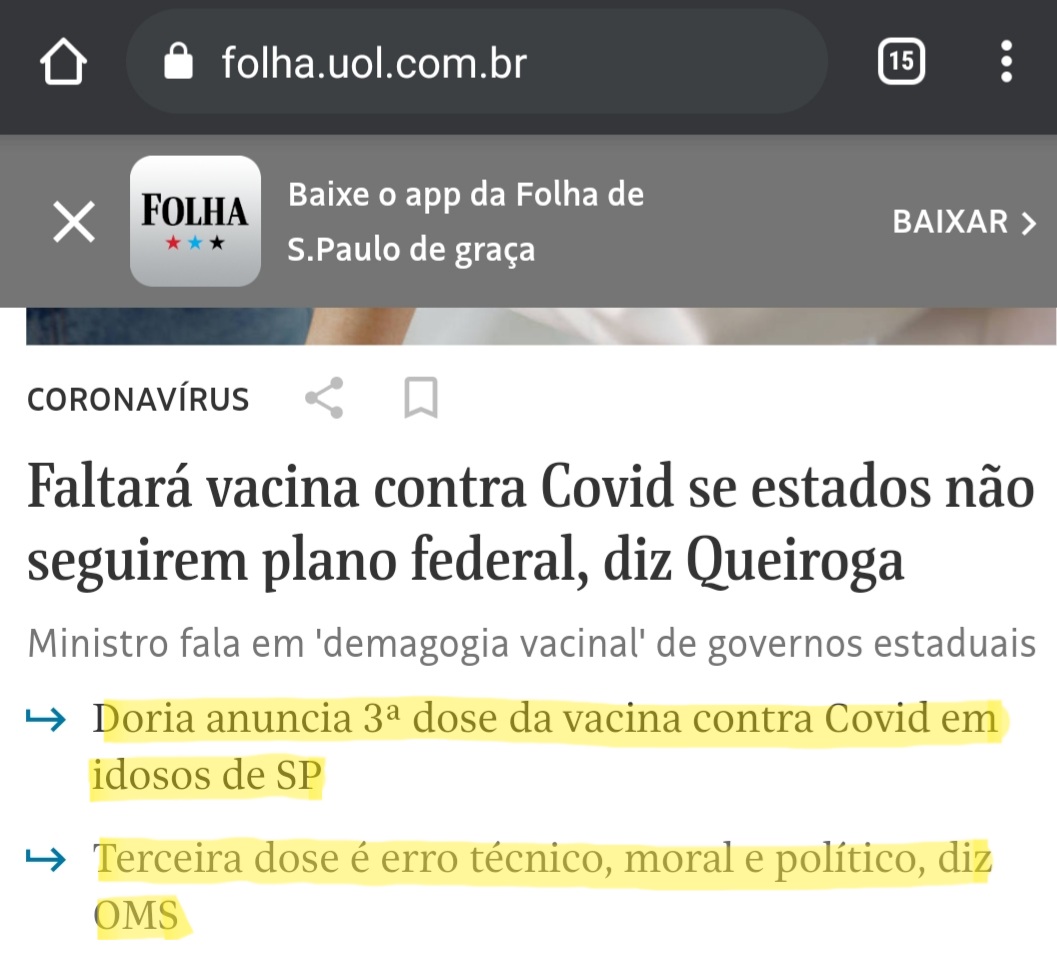 folha.uol.com.br
15
FOLHA
Baixe o app da Folha de
S.Paulo de graça
BAIXAR
CORONAVÍRUS
Faltará vacina contra Covid se estados não
seguirem plano federal, diz Queiroga
Ministro fala em 'demagogia vacinal' de governos estaduais
Doria anuncia 3ª dose da vacina contra Covid em
idosos de SP
Terceira dose é erro técnico, moral e político, diz
OMS